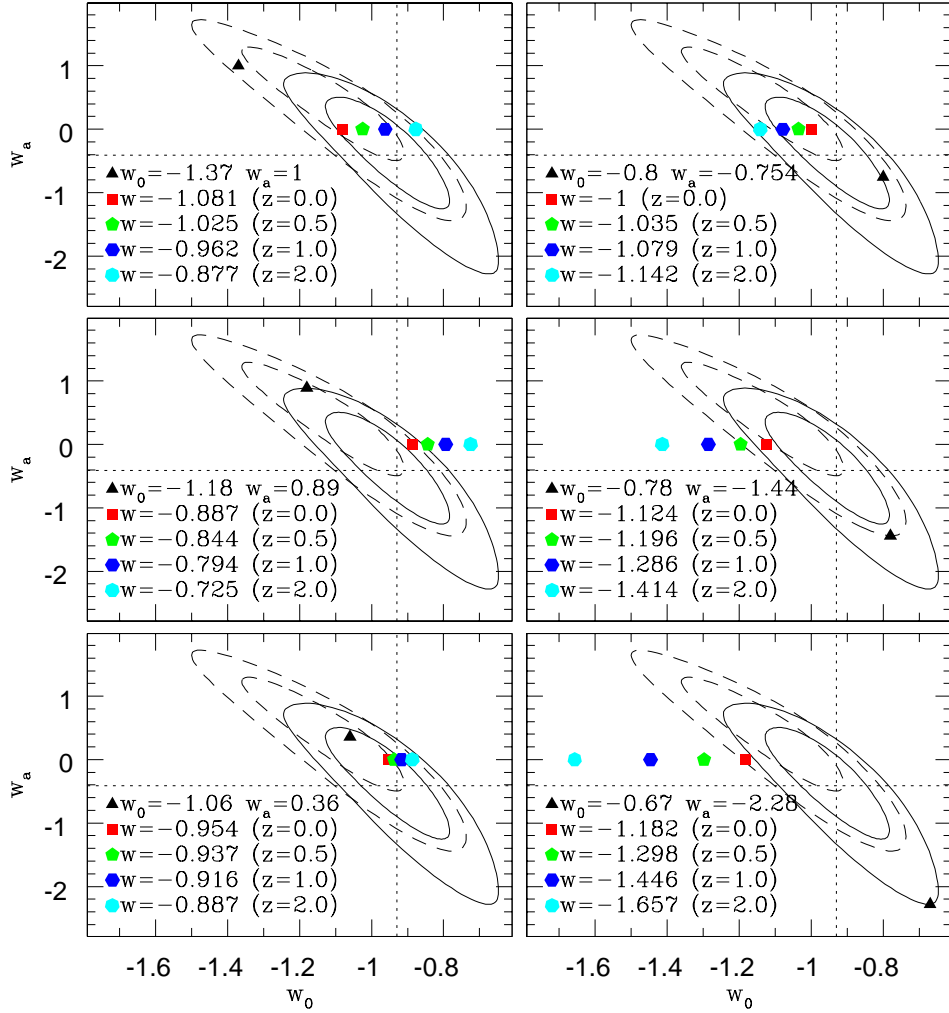 1
0
-1
-2
w_a
w_0=-1.37 w_a=1
w=-1.081 (z=0.0)
w=-1.025 (z=0.5)
w=-0.962 (z=1.0)
w=-0.877 (z=2.0)
w_0=-0.8 w_a=-0.754
w=-1 (z=0.0)
w=-1.035 (z=0.5)
w=-1.079 (z=1.0)
w=-1.142 (z=2.0)
1
0
-1
-2
w_a
w_0=-1.18 w_a=0.89
w=-0.887 (z=0.0)
w=-0.844 (z=0.5)
w=-0.794 (z=1.0)
w=-0.725 (z=2.0)
w_0=-0.78 w_a=-1.44
w=-1.124 (z=0.0)
w=-1.196 (z=0.5)
w=-1.286 (z=1.0)
w=-1.414 (z=2.0)
1
0
-1
-2
w_a
w_0=-1.06 w_a=0.36
w=-0.954 (z=0.0)
w=-0.937 (z=0.5)
w=-0.916 (z=1.0)
w=-0.887 (z=2.0)
w_0=-0.67 w_a=-2.28
w=-1.182 (z=0.0)
w=-1.298 (z=0.5)
w=-1.446 (z=1.0)
w=-1.657 (z=2.0)
-1.6 -1.4 -1.2 -1 -0.8
w_0
-1.6 -1.4 -1.2 -1 -0.8
w_0